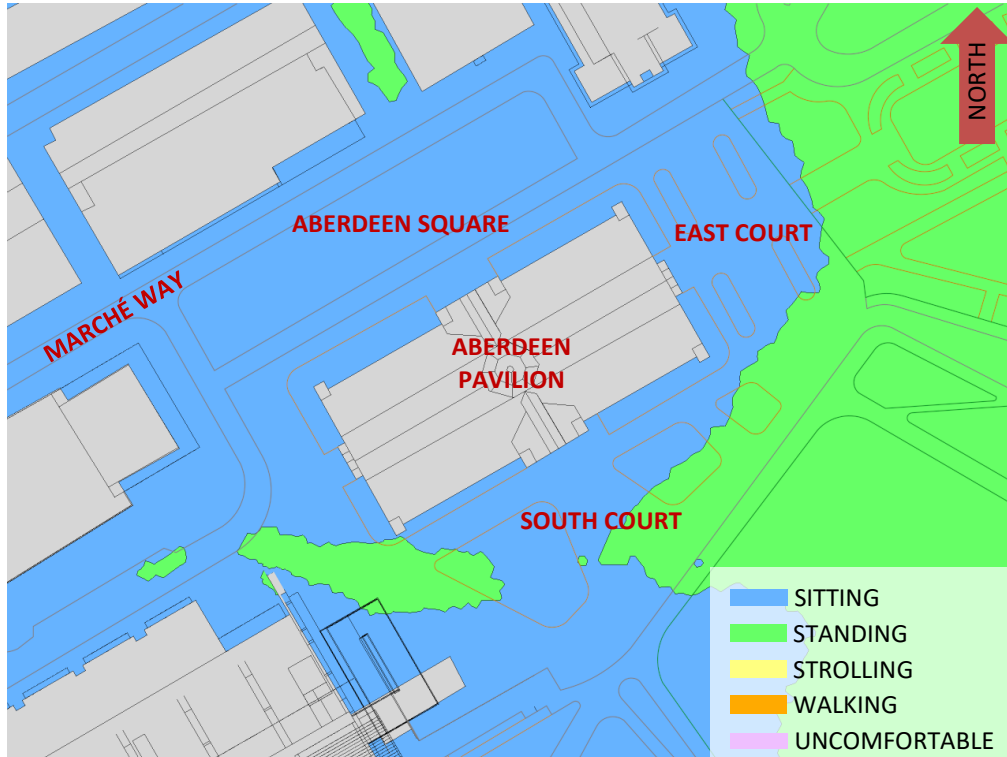 NORTH
ABERDEEN SQUARE
EAST COURT
MARCHÉ WAY
ABERDEEN
PAVILION
SOUTH COURT
SITTING
STANDING
STROLLING
WALKING
UNCOMFORTABLE